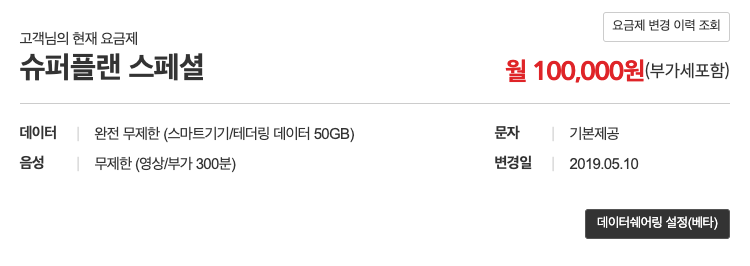 요금제 변경 이력 조회
고객님의 현재 요금제
슈퍼플랜 스페셜
월 100,000원(부가세포함)
데이터 | 완전 무제한 (스마트기기/테더링 데이터 50GB)
문자 | 기본제공
음성 | 무제한 (영상/부가 300분)
변경일 | 2019.05.10
데이터쉐어링 설정(베타)